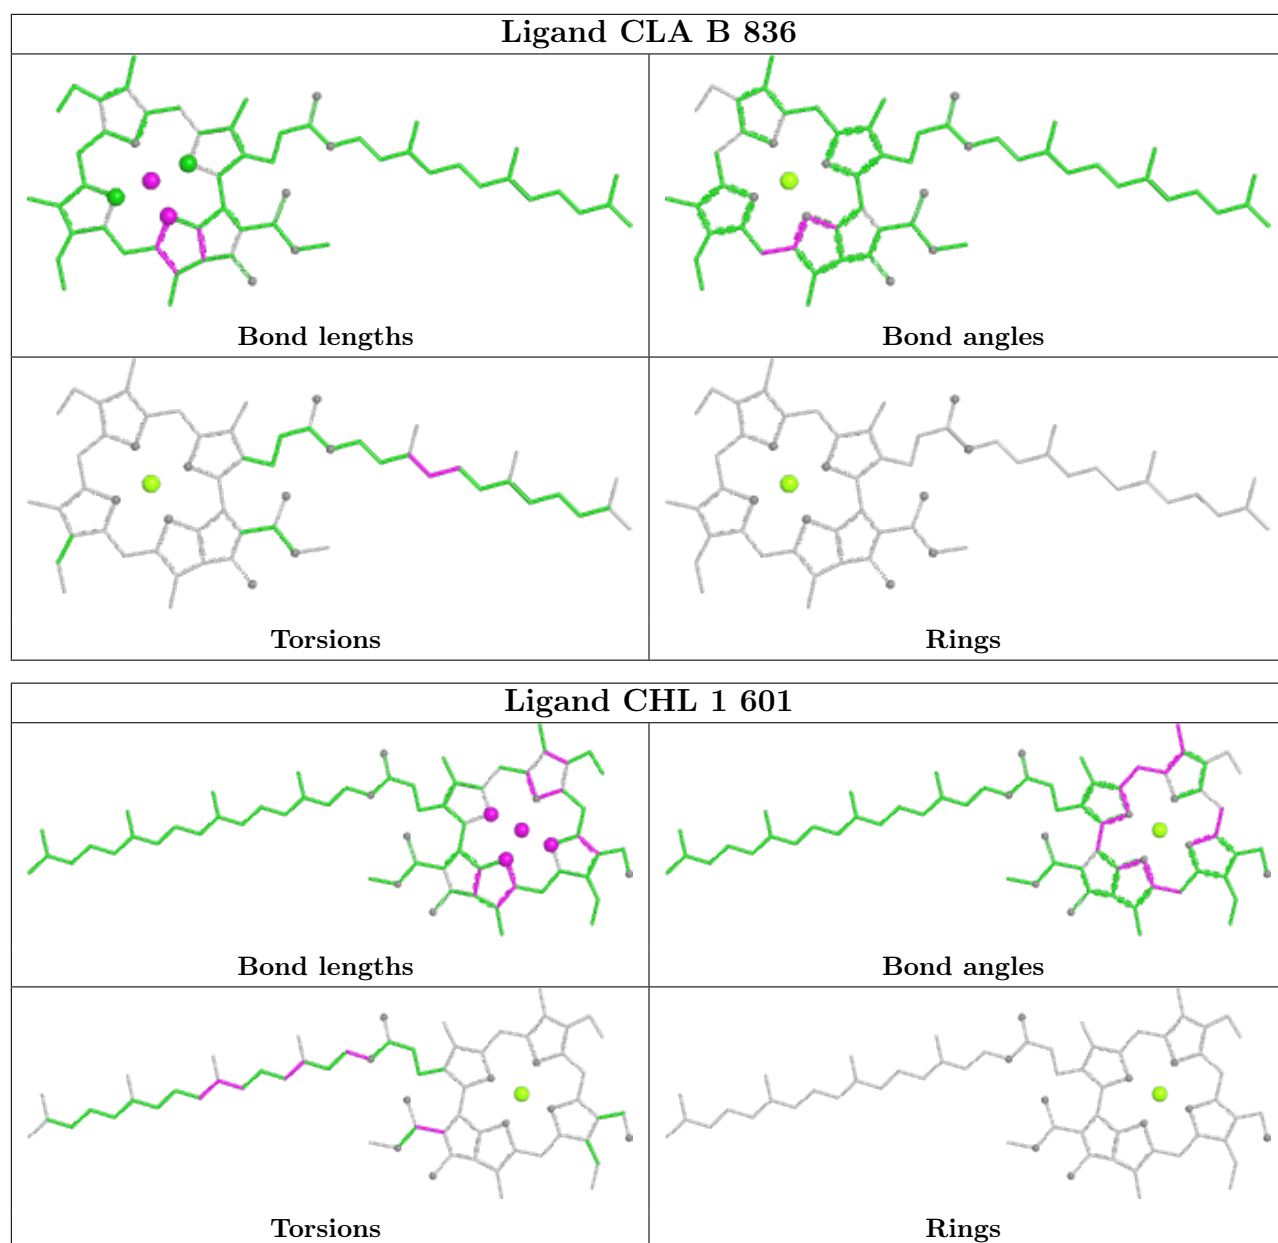 Ligand CLA B 836
Bond lengths
Bond angles
Torsions
Rings
Ligand CHL 1 601
Bond lengths
Bond angles
Torsions
Rings